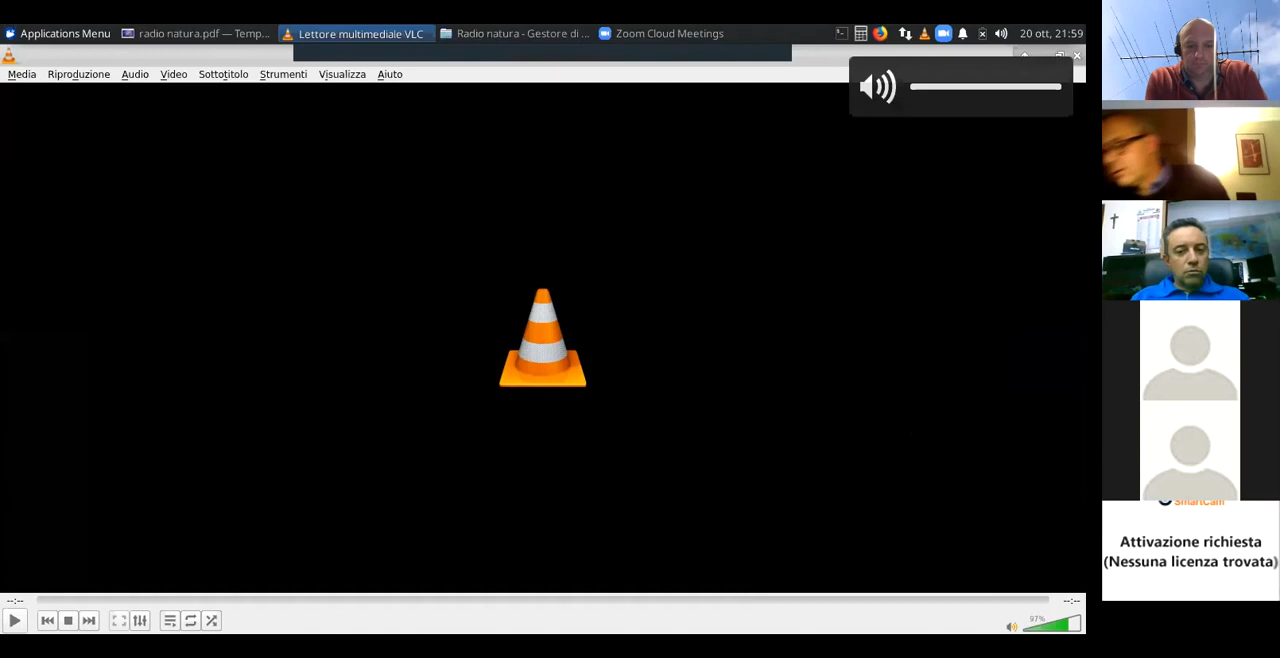 Applications Menu
radio natura.pdf — Temp...
Lettore multimediale VLC
Radio natura - Gestore di ...
Zoom Cloud Meetings
20 ott, 21:59
Media Riproduzione Audio Video Sottotitolo Strumenti Visualizza Aiuto
SmartCam
Attivazione richiesta
(Nessuna licenza trovata)
--:-- --:--
97%